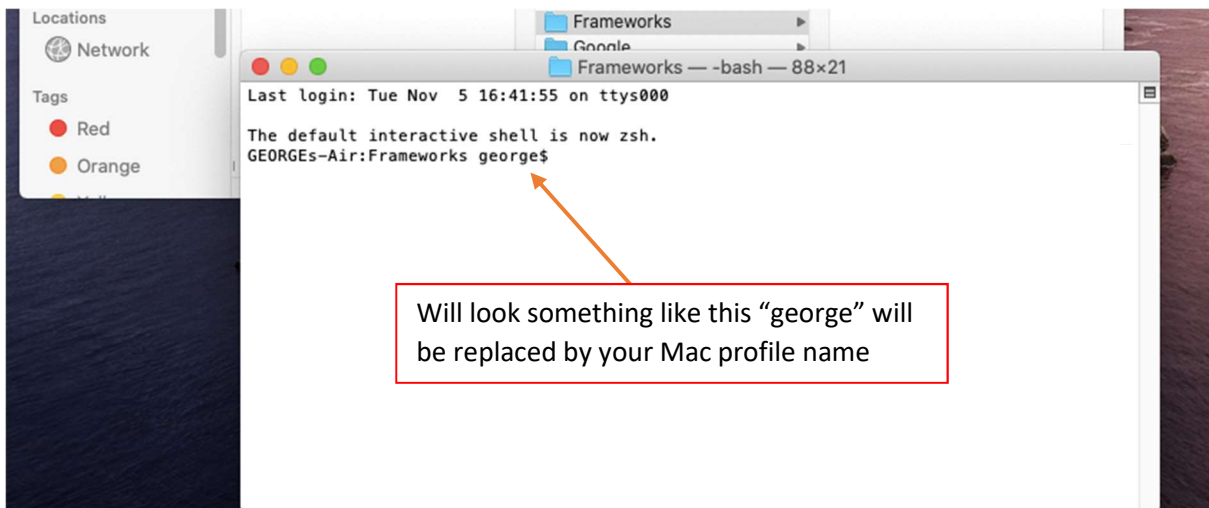 Locations
Network
Tags
Red
Orange
Frameworks
Google
Frameworks — -bash — 88×21
Last login: Tue Nov  5 16:41:55 on ttys000
The default interactive shell is now zsh.
GEORGEs-Air:Frameworks george$
Will look something like this “george” will
be replaced by your Mac profile name